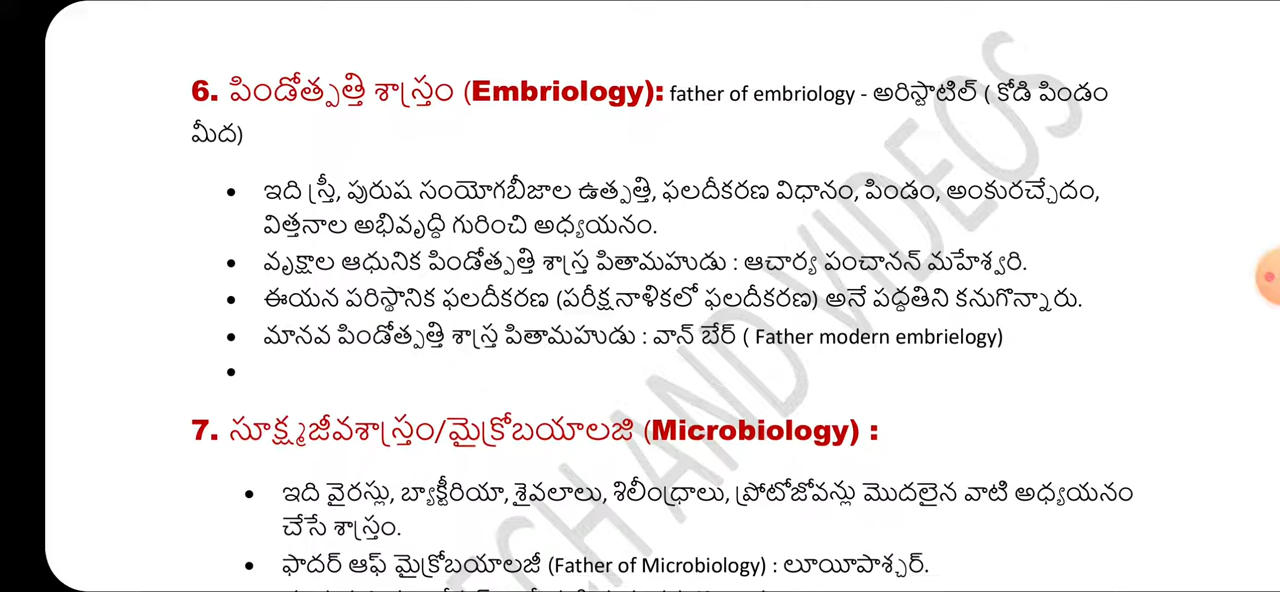 6. పిండోత్పత్తి శాస్త్రం (Embriology): father of embriology - అరిస్టాటిల్ ( కోడి పిండం
మీద)
• ఇది స్త్రీ, పురుష సంయోగబీజాల ఉత్పత్తి, ఫలదీకరణ విధానం, పిండం, అంకురచ్ఛేదం,
విత్తనాల అభివృద్ధి గురించి అధ్యయనం.
• వృక్షాల ఆధునిక పిండోత్పత్తి శాస్త్ర పితామహుడు : ఆచార్య పంచానన్ మహేశ్వరి.
• ఈయన పరిస్థానిక ఫలదీకరణ (పరీక్షనాళికలో ఫలదీకరణ) అనే పద్ధతిని కనుగొన్నారు.
• మానవ పిండోత్పత్తి శాస్త్ర పితామహుడు : వాన్ బేర్ ( Father modern embrielogy)
•
7. సూక్ష్మజీవశాస్త్రం/మైక్రోబయాలజి (Microbiology) :
• ఇది వైరస్లు, బ్యాక్టీరియా, శైవలాలు, శిలీంధ్రాలు, ప్రోటోజోవన్లు మొదలైన వాటి అధ్యయనం
చేసే శాస్త్రం.
• ఫాదర్ ఆఫ్ మైక్రోబయాలజీ (Father of Microbiology) : లూయీపాశ్చర్.
TECH AND VIDEOS